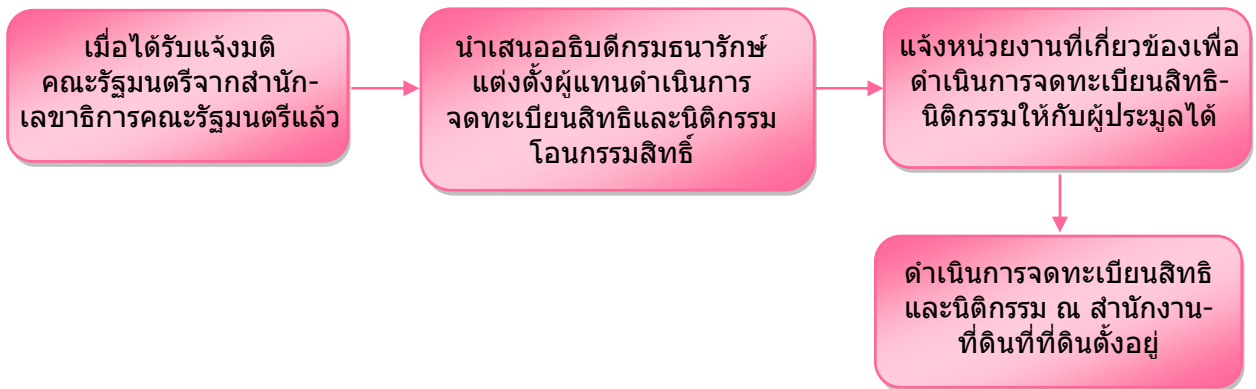 เมื่อได้รับแจ้งมติ
คณะรัฐมนตรีจากสำนัก-
เลขาธิการคณะรัฐมนตรีแล้ว
นำเสนออธิบดีกรมธนารักษ์
แต่งตั้งผู้แทนดำเนินการ
จดทะเบียนสิทธิและนิติกรรม
โอนกรรมสิทธิ์
แจ้งหน่วยงานที่เกี่ยวข้องเพื่อ
ดำเนินการจดทะเบียนสิทธิ-
นิติกรรมให้กับผู้ประมูลได้
ดำเนินการจดทะเบียนสิทธิ
และนิติกรรม ณ สำนักงาน-
ที่ดินที่ที่ดินตั้งอยู่